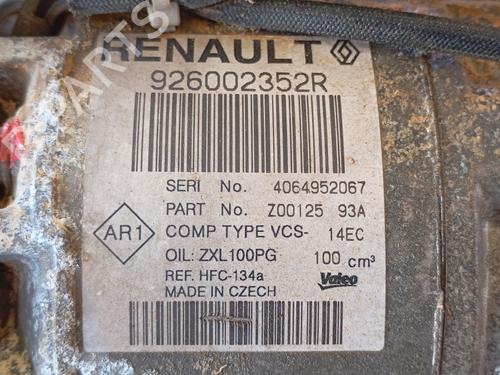 RENAULT
926002352R
SERI No. 4064952067
PART No. Z00125 93A
AR1
COMP TYPE VCS- 14EC
OIL: ZXL100PG 100 cm³
REF. HFC-134a
MADE IN CZECH
Valeo
PARTS